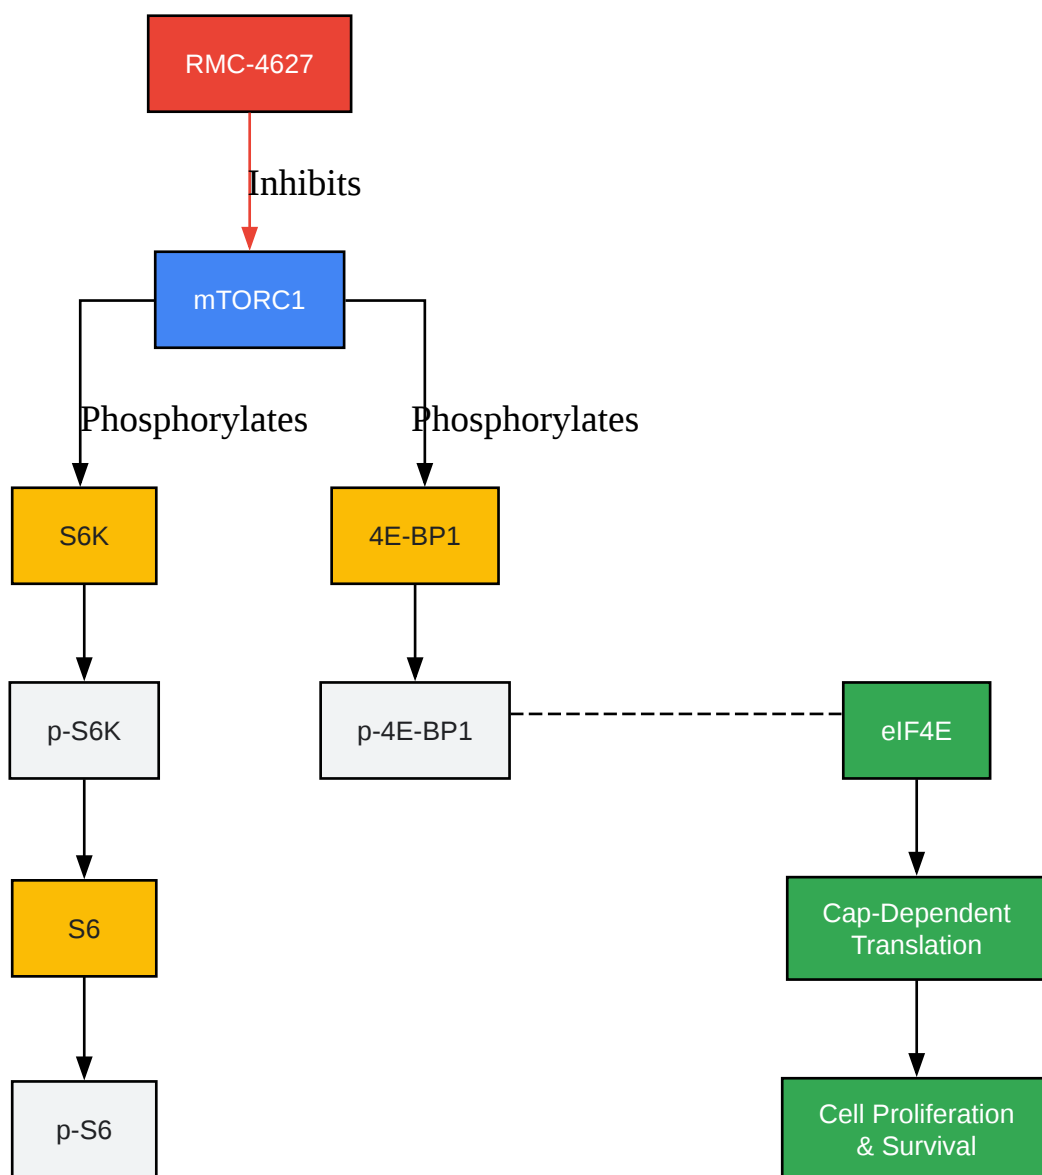 RMC-4627
Inhibits
mTORC1
Phosphorylates
Phosphorylates
S6K
4E-BP1
p-S6K
p-4E-BP1
eIF4E
S6
Cap-Dependent
Translation
p-S6
Cell Proliferation
& Survival